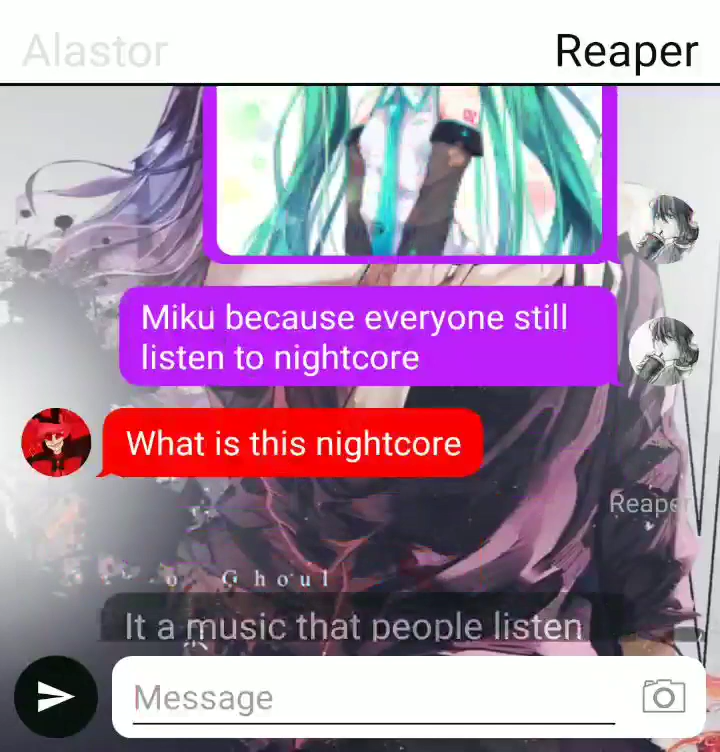 Alastor
Reaper
Miku because everyone still
listen to nightcore
What is this nightcore
Reaper
Ghoul
It a music that people listen
Message